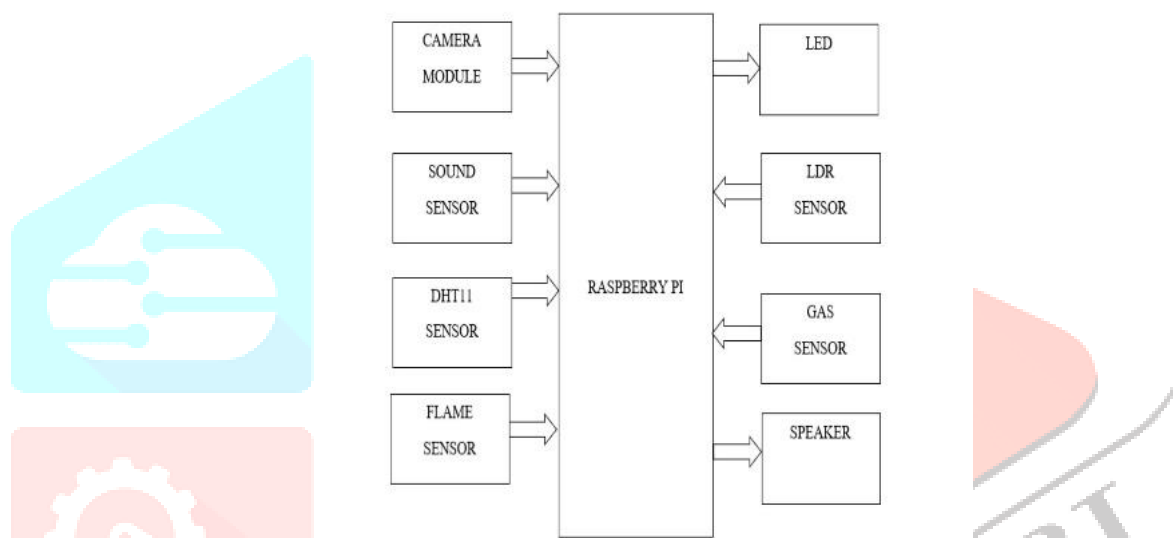 CAMERA
MODULE
SOUND
SENSOR
DHT11
SENSOR
FLAME
SENSOR
RASPBERRY PI
LED
LDR
SENSOR
GAS
SENSOR
SPEAKER